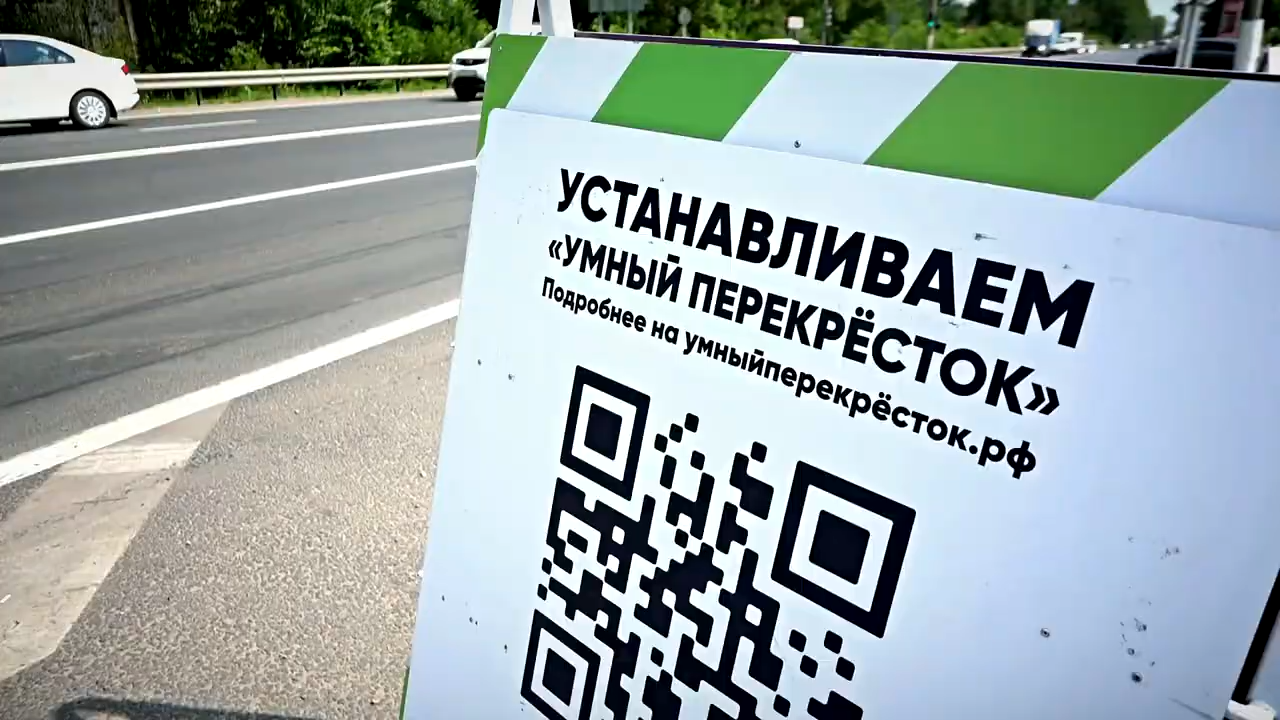 УСТАНАВЛИВАЕМ
«УМНЫЙ ПЕРЕКРЁСТОК»
Подробнее на умныйперекрёсток.рф